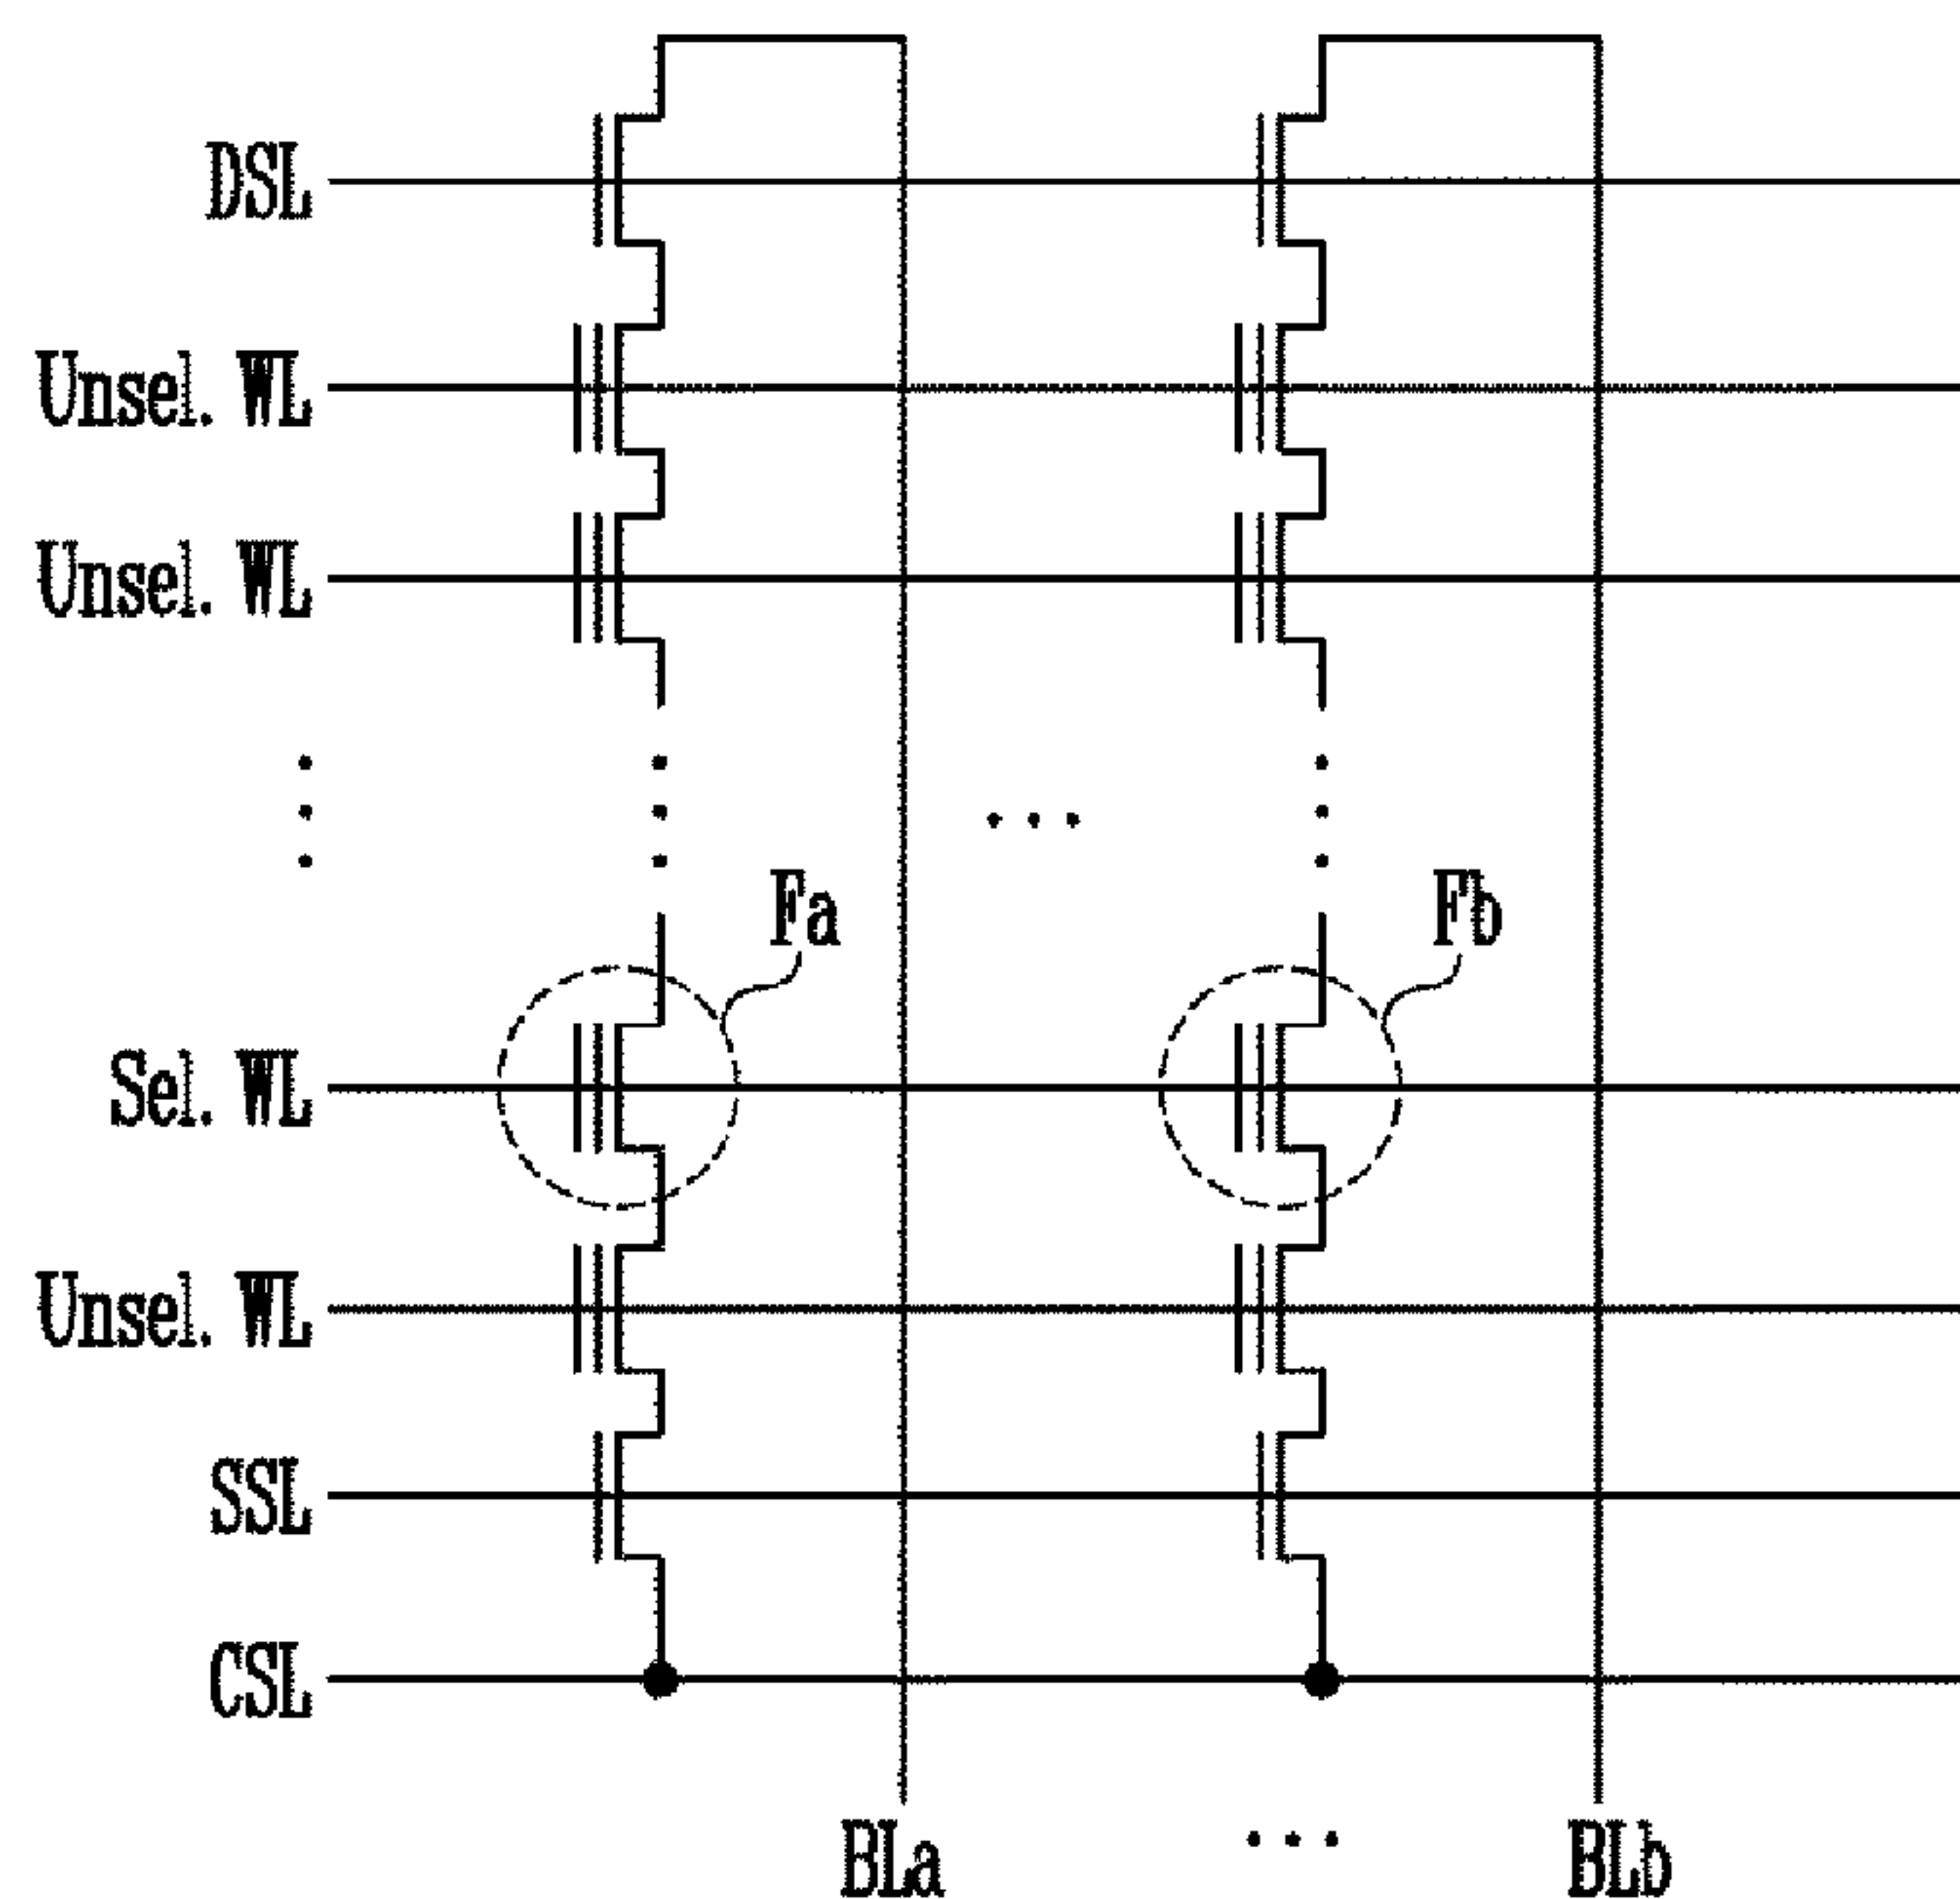 DSL
Unsel. WL
Unsel. WL
Fa
Fb
Sel. WL
Unsel. WL
SSL
CSL
BLa
... BLb